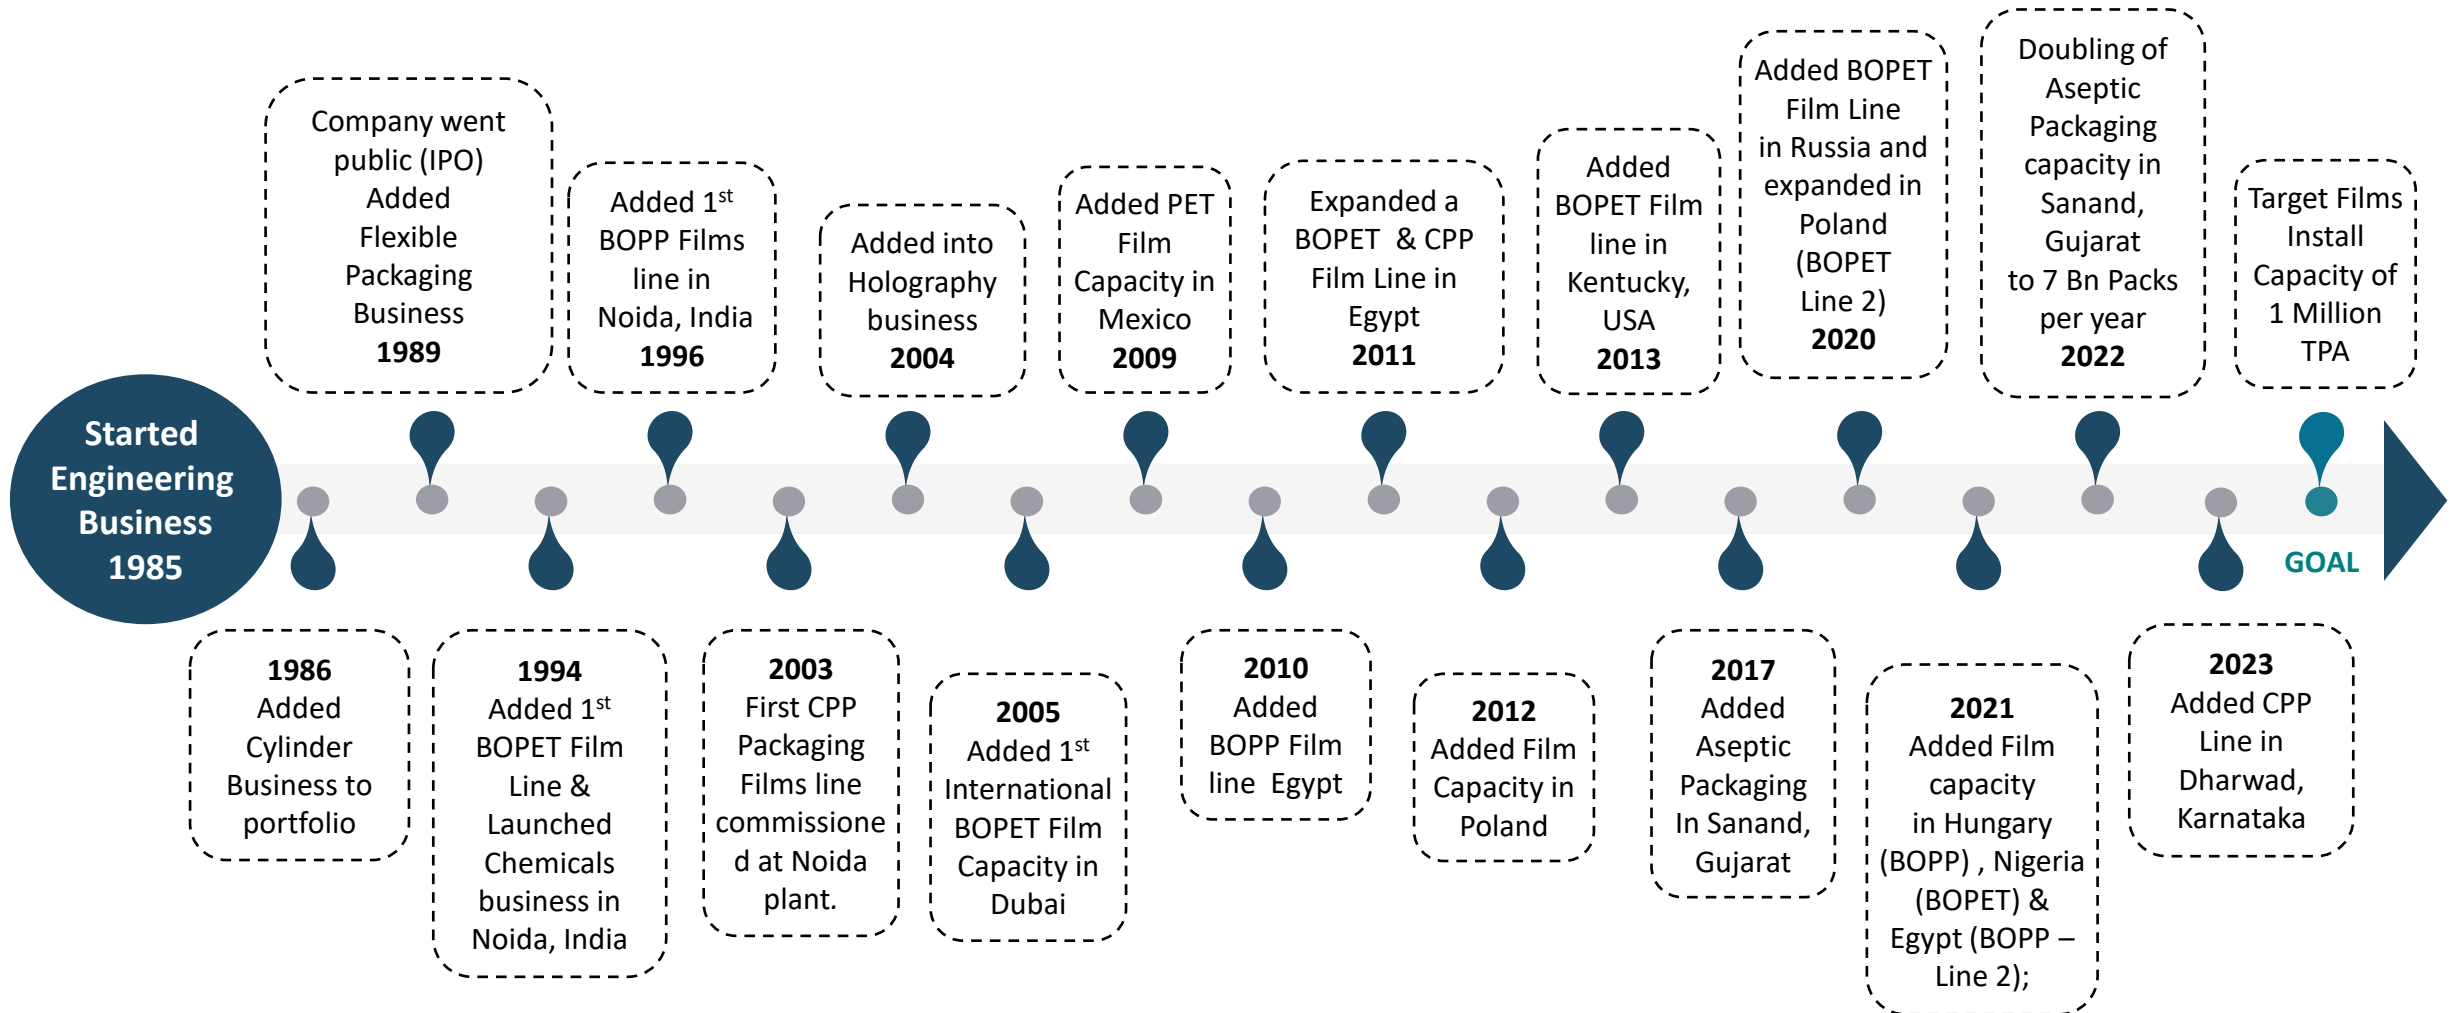 Started
Engineering
Business
1985
1986
Added
Cylinder
Business to
portfolio
Company went
public (IPO)
Added
Flexible
Packaging
Business
1989
1994
Added 1st
BOPET Film
Line &
Launched
Chemicals
business in
Noida, India
Added 1st
BOPP Films
line in
Noida, India
1996
2003
First CPP
Packaging
Films line
commissione
d at Noida
plant.
Added into
Holography
business
2004
2005
Added 1st
International
BOPET Film
Capacity in
Dubai
Added PET
Film
Capacity in
Mexico
2009
2010
Added
BOPP Film
line Egypt
Expanded a
BOPET & CPP
Film Line in
Egypt
2011
2012
Added Film
Capacity in
Poland
Added
BOPET Film
line in
Kentucky,
USA
2013
2017
Added
Aseptic
Packaging
In Sanand,
Gujarat
Added BOPET
Film Line
in Russia and
expanded in
Poland
(BOPET
Line 2)
2020
2021
Added Film
capacity
in Hungary
(BOPP) , Nigeria
(BOPET) &
Egypt (BOPP –
Line 2);
Doubling of
Aseptic
Packaging
capacity in
Sanand,
Gujarat
to 7 Bn Packs
per year
2022
2023
Added CPP
Line in
Dharwad,
Karnataka
Target Films
Install
Capacity of
1 Million
TPA
GOAL